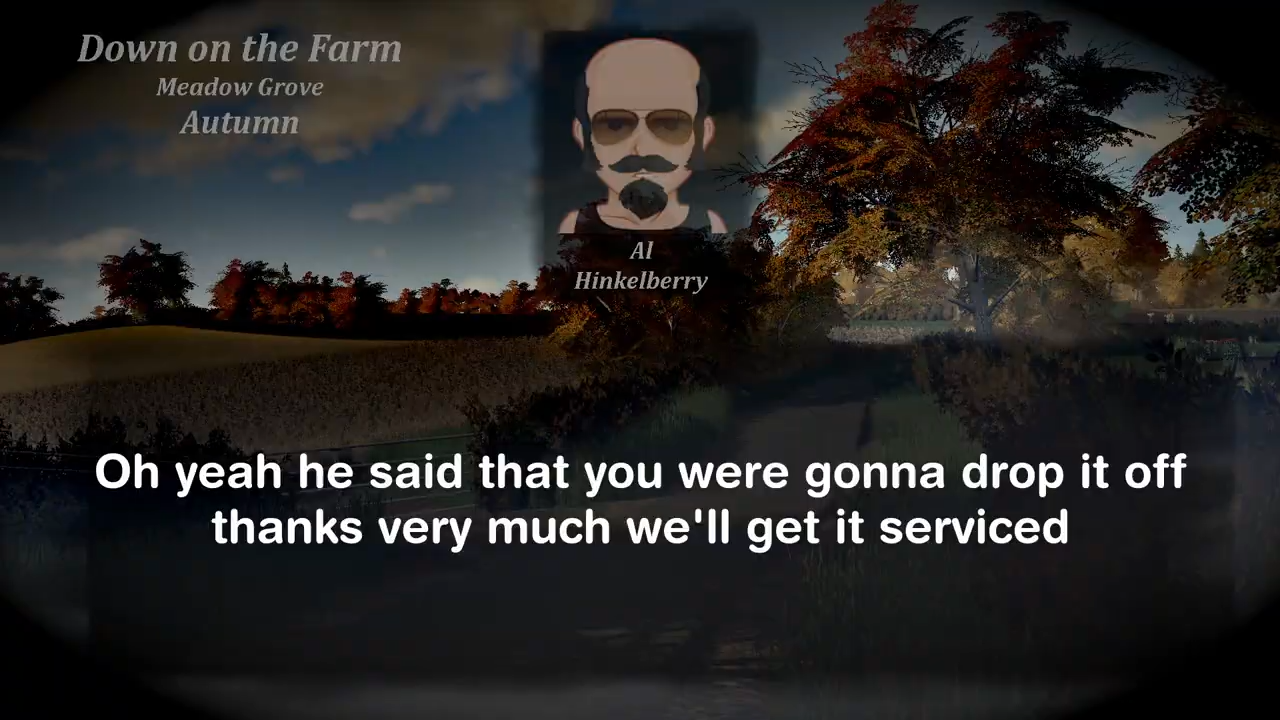 Down on the Farm
Meadow Grove
Autumn
Al
Hinkelberry
Oh yeah he said that you were gonna drop it off
thanks very much we'll get it serviced